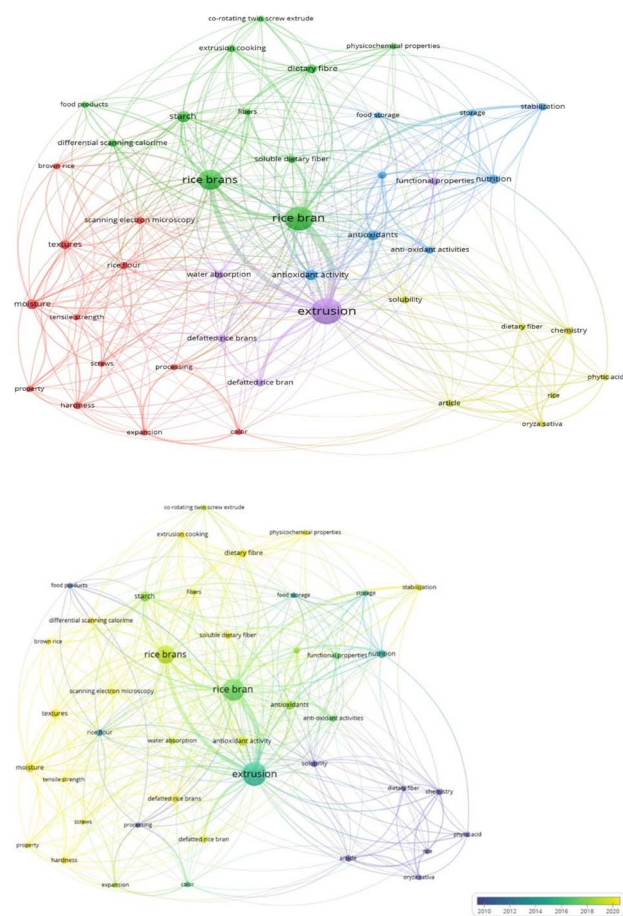 co-rotating twin screw extrude
extrusion cooking
physicochemical properties
dietary fibre
food products
fibers
starch
food storage
storage
stabilization
differential scanning calorime
brown rice
soluble dietary fiber
rice brans
functional properties
nutrition
scanning electron microscopy
rice bran
textures
antioxidants
anti-oxidant activities
rice flour
water absorption
antioxidant activity
moisture
solubility
tensile strength
extrusion
dietary fiber
chemistry
defatted rice brans
screws
processing
phytic acid
property
defatted rice bran
rice
hardness
article
expansion
color
oryza sativa
co-rotating twin screw extrude
extrusion cooking
physicochemical properties
dietary fibre
food products
fibers
starch
food storage
storage
stabilization
differential scanning calorime
brown rice
soluble dietary fiber
rice brans
functional properties
nutrition
scanning electron microscopy
rice bran
textures
antioxidants
anti-oxidant activities
rice flour
water absorption
antioxidant activity
moisture
solubility
tensile strength
extrusion
dietary fiber
chemistry
defatted rice brans
screws
processing
phytic acid
property
defatted rice bran
rice
hardness
article
expansion
color
oryza sativa
2010 2012 2014 2016 2018 2020